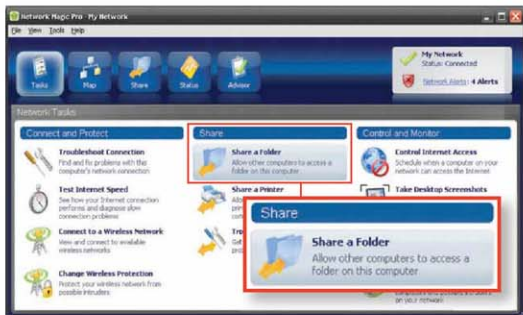 Network Magic Pro - My Network
File View Tools Help
Tasks
Map
Share
Status
Advisor
My Network
Status: Connected
Network Alerts: 4 Alerts
Network Tasks
Connect and Protect
Troubleshoot Connection
Find and fix problems with this
computer's network connection
Test Internet Speed
See how your Internet connection
performs and diagnose slow
connection problems
Connect to a Wireless Network
View and connect to available
wireless networks
Change Wireless Protection
Protect your wireless network from
possible intruders
Share
Share a Folder
Allow other computers to access a
folder on this computer
Share a Printer
Control and Monitor
Control Internet Access
Schedule when a computer on your
network can access the Internet
Take Desktop Screenshots
Share
Share a Folder
Allow other computers to access a
folder on this computer
on your network